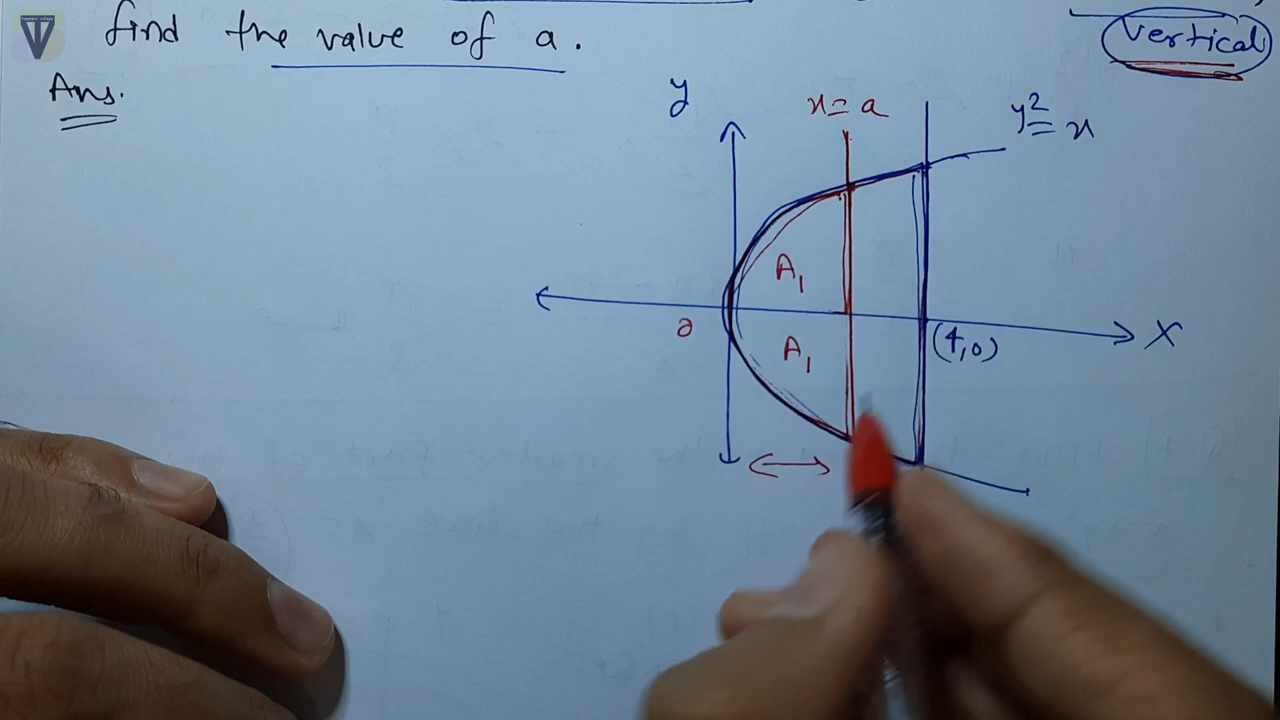 find the value of a.
vertical
Ans.
y
x = a
y² = x
A₁
A₁
(4,0)
X